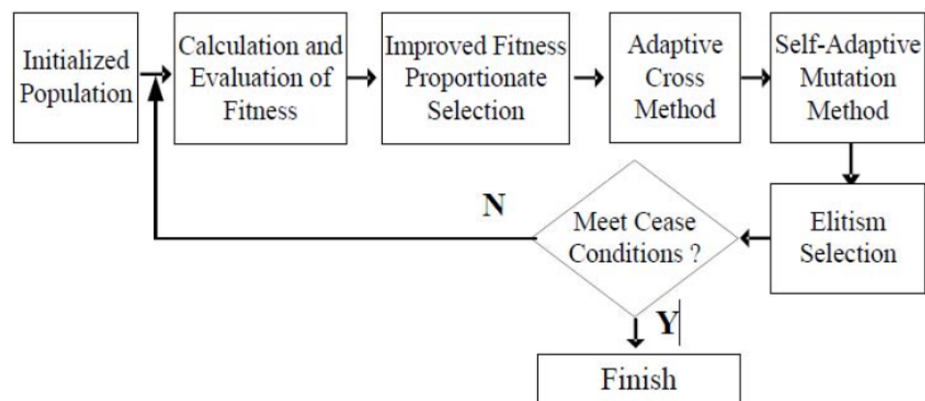 Initialized
Population
Calculation and
Evaluation of
Fitness
Improved Fitness
Proportionate
Selection
Adaptive
Cross
Method
Self-Adaptive
Mutation
Method
Elitism
Selection
Meet Cease
Conditions ?
N
Y
Finish